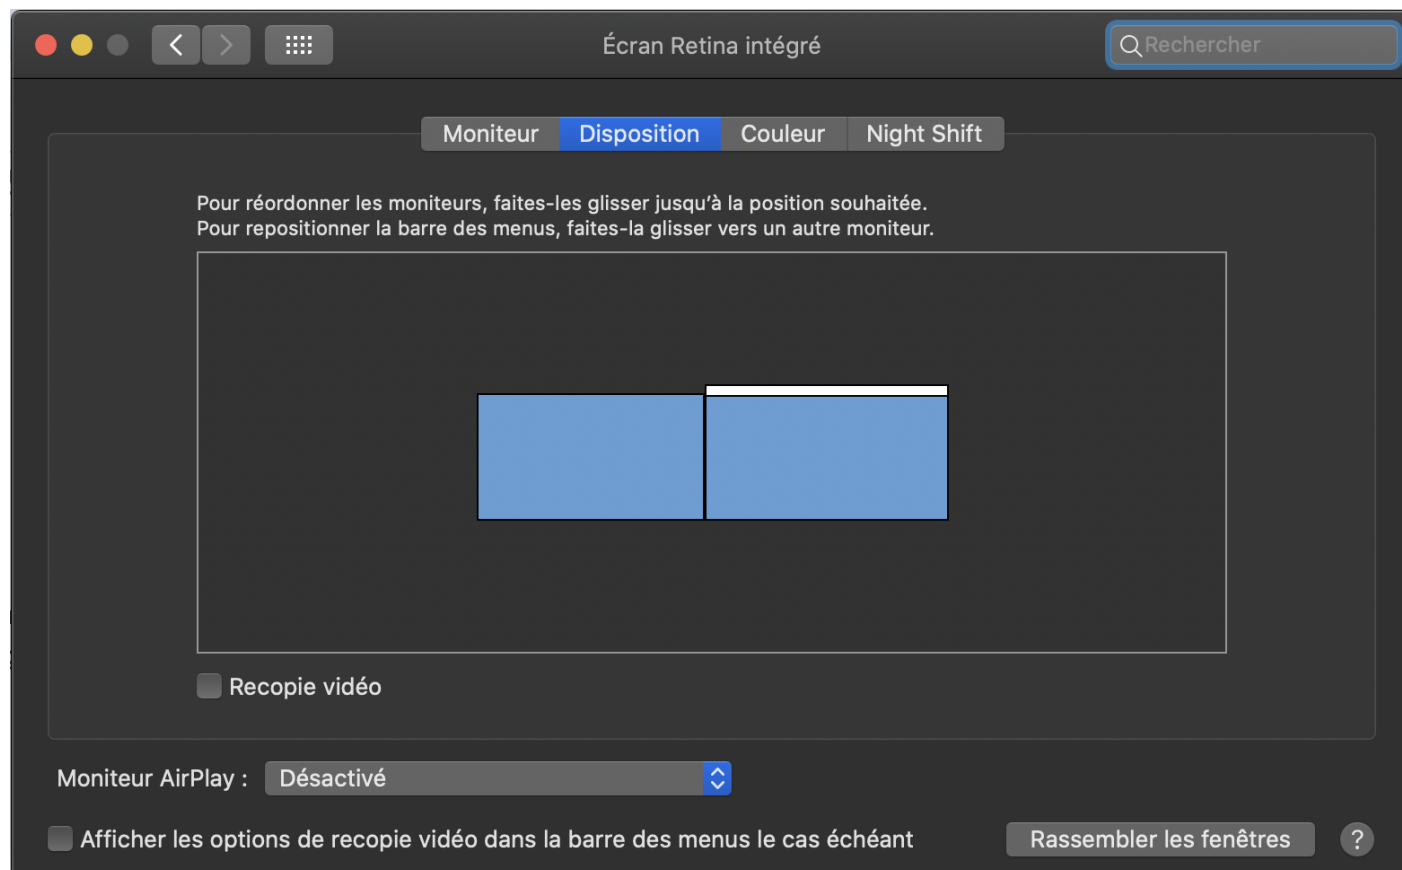 Écran Retina intégré
Rechercher
Moniteur
Disposition
Couleur
Night Shift
Pour réordonner les moniteurs, faites-les glisser jusqu’à la position souhaitée.
Pour repositionner la barre des menus, faites-la glisser vers un autre moniteur.
Recopie vidéo
Moniteur AirPlay :
Désactivé
Afficher les options de recopie vidéo dans la barre des menus le cas échéant
Rassembler les fenêtres
?